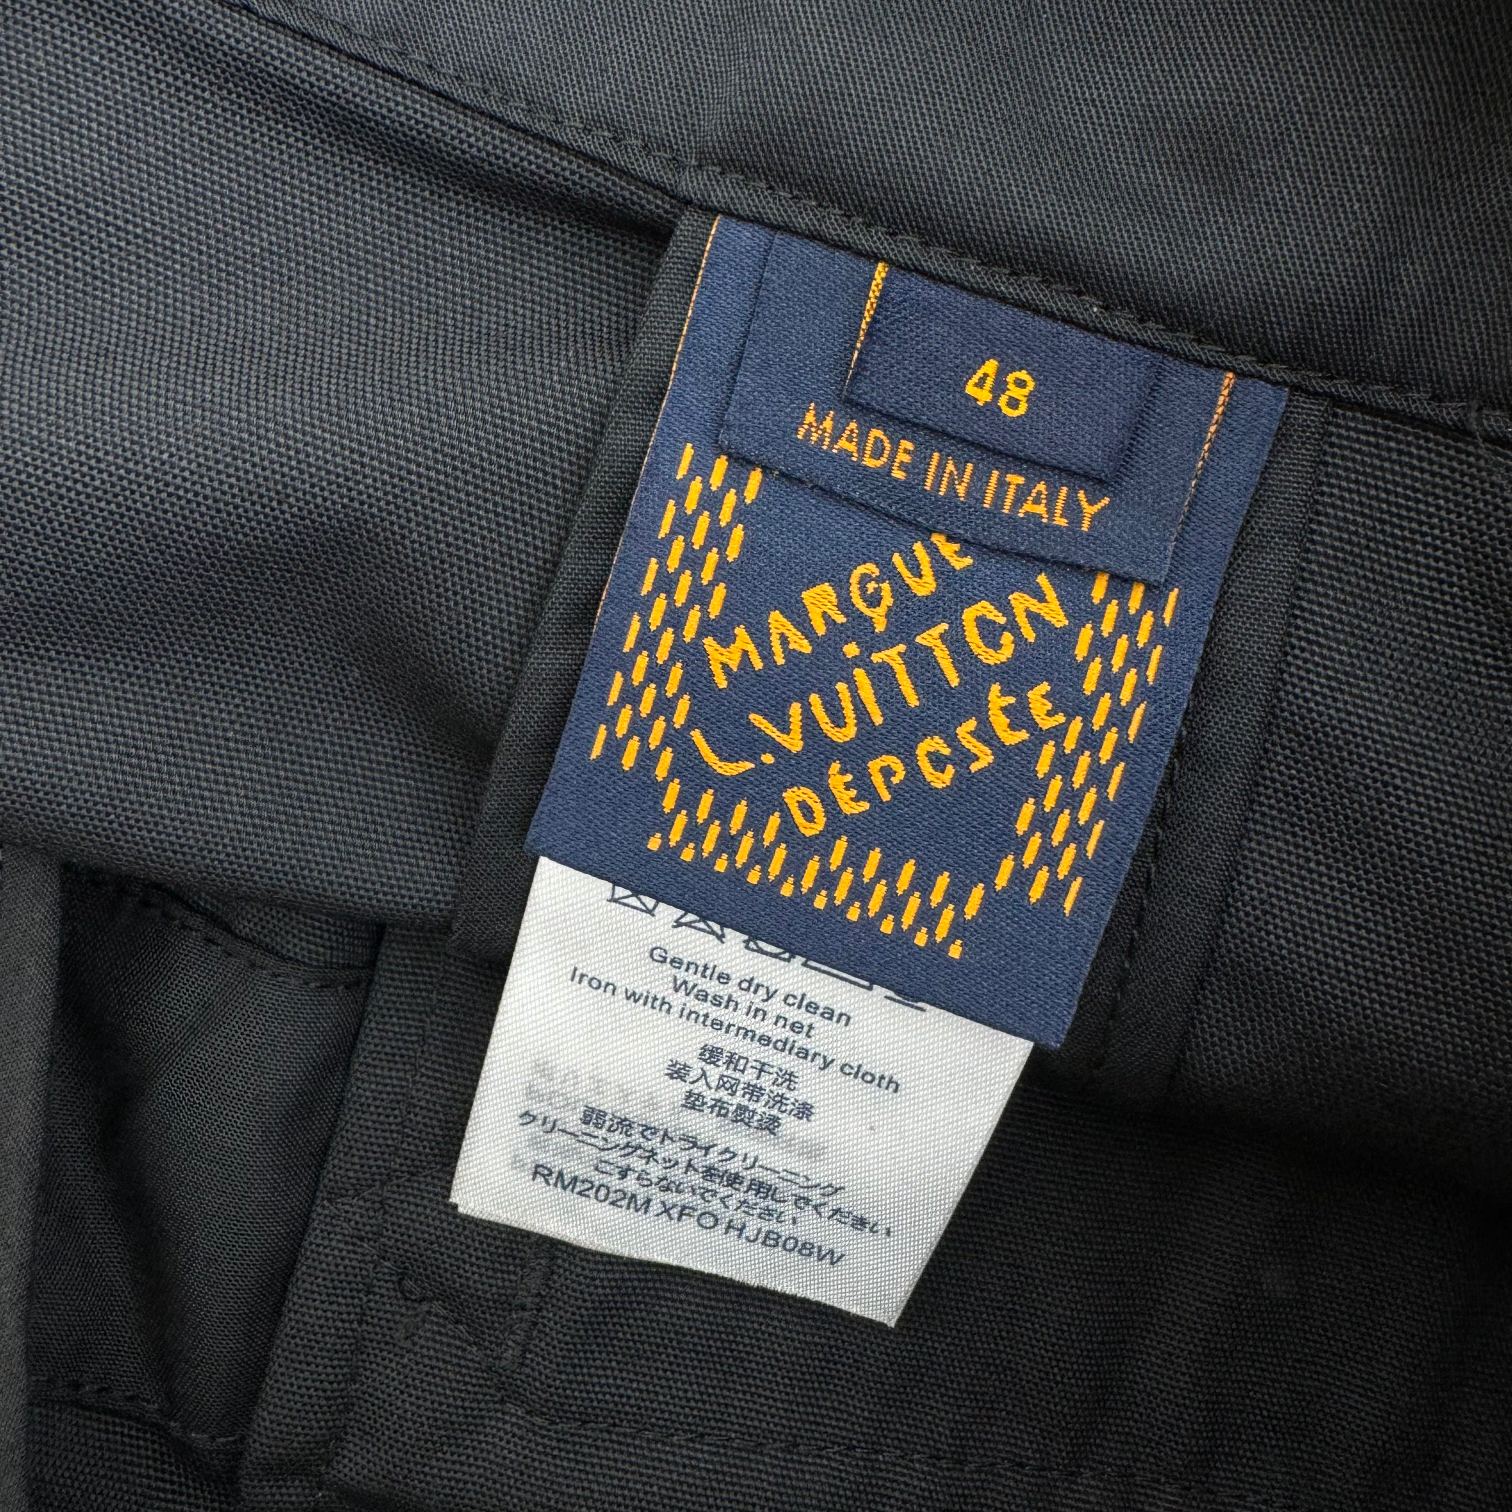 48
MADE IN ITALY
MARQUE
L.VUITTON
DÉPOSÉE
Gentle dry clean
Wash in net
Iron with intermediary cloth
缓和干洗
装入网带洗涤
垫布熨烫
弱流でドライクリーニング
クリーニングネットを使用してください
こすらないでください
RM202M XFO HJB08W